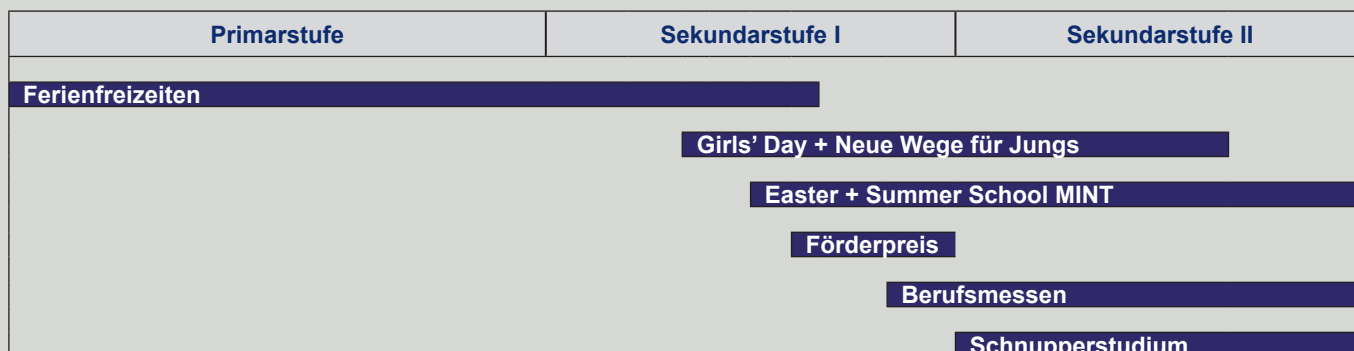 Primarstufe Sekundarstufe I Sekundarstufe II
Ferienfreizeiten
Girls’ Day + Neue Wege für Jungs
Easter + Summer School MINT
Förderpreis
Berufsmessen
Schnupperstudium